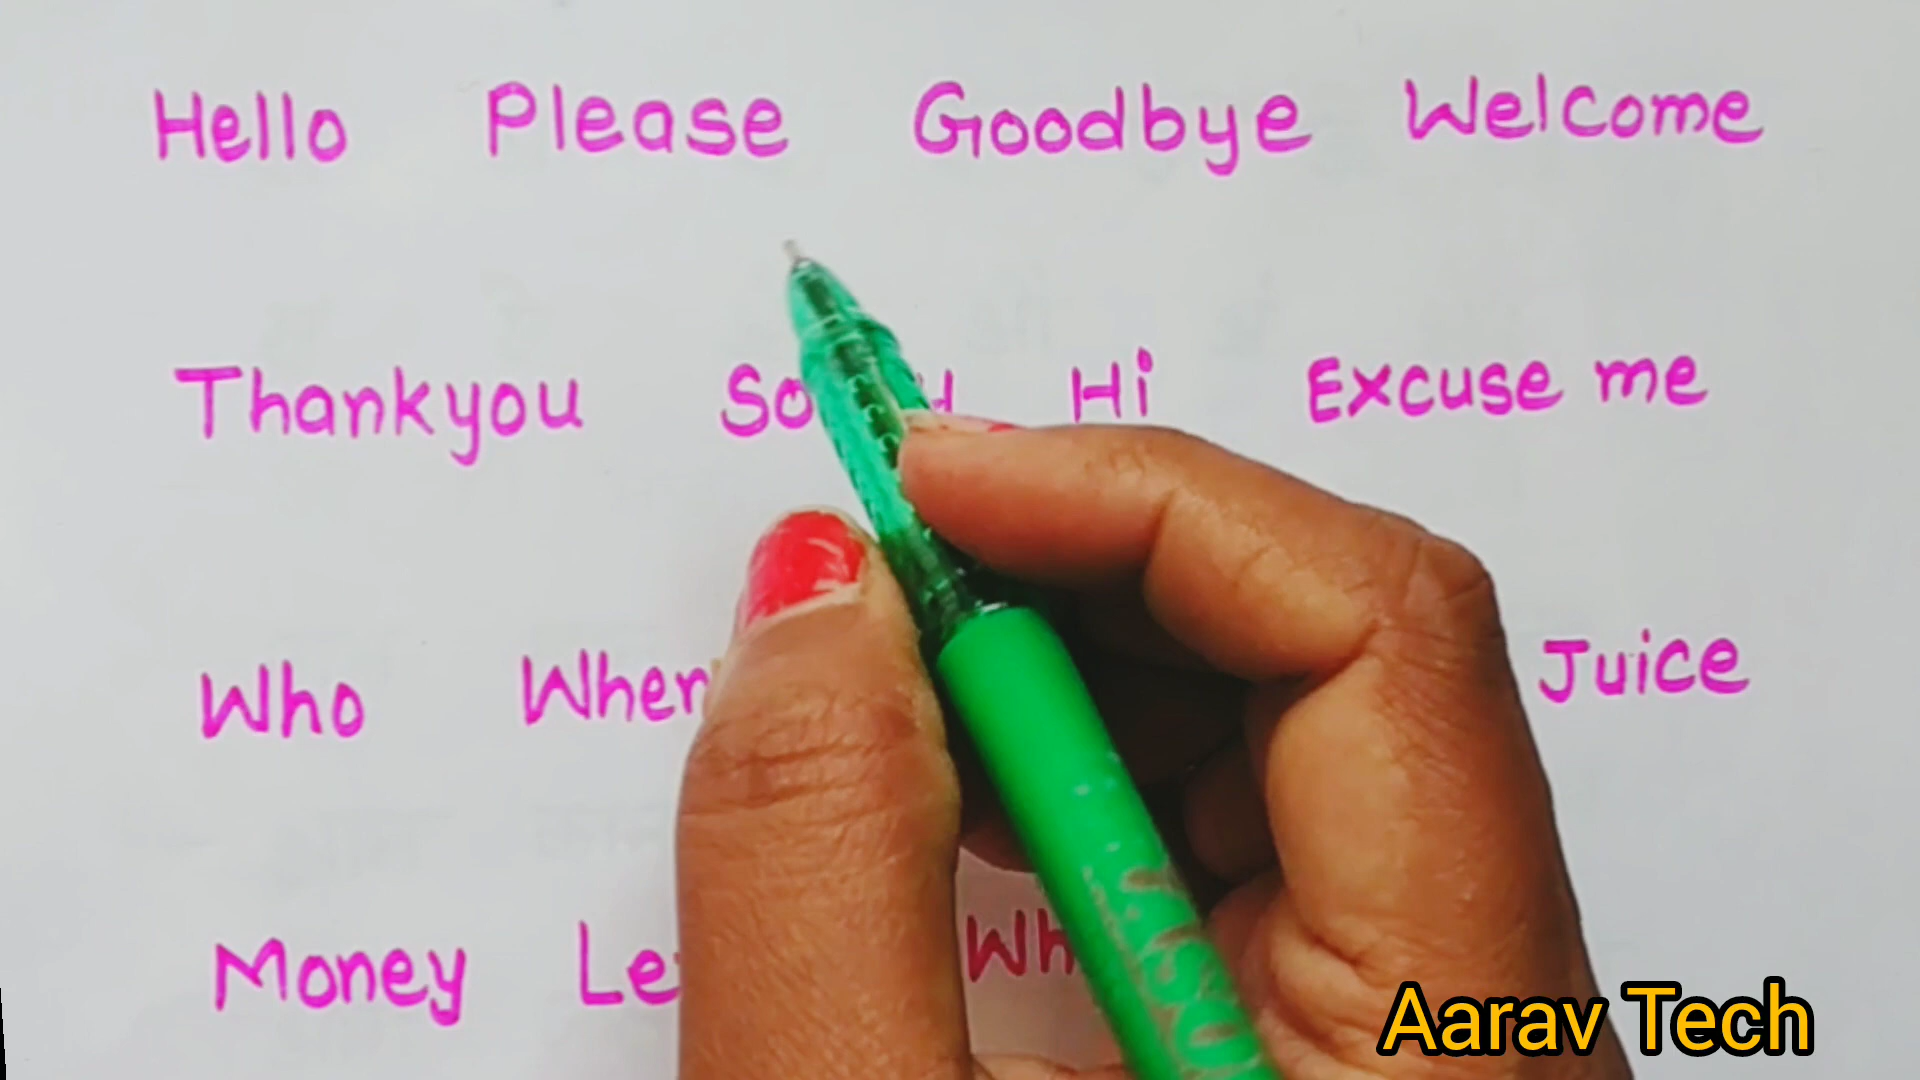 Hello Please Goodbye Welcome
Thankyou Hi Excuse me
Who Juice
Money
Aarav Tech